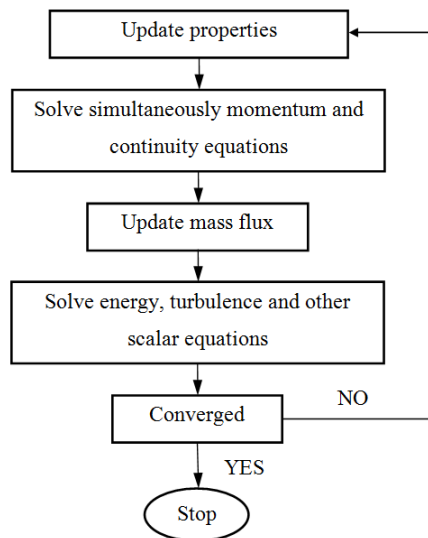 Update properties
Solve simultaneously momentum and
continuity equations
Update mass flux
Solve energy, turbulence and other
scalar equations
Converged
NO
YES
Stop